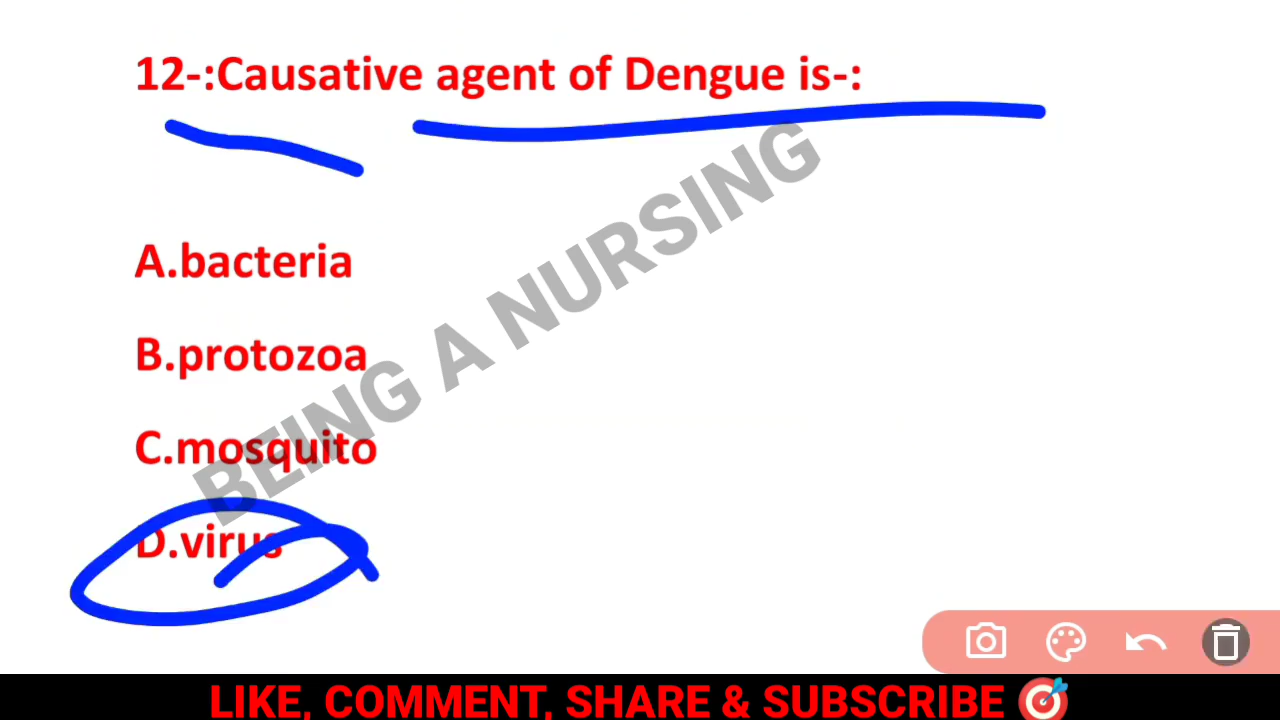 12-:Causative agent of Dengue is-:
A.bacteria
B.protozoa
C.mosquito
D.virus
BEING A NURSING
LIKE, COMMENT, SHARE & SUBSCRIBE 🎯